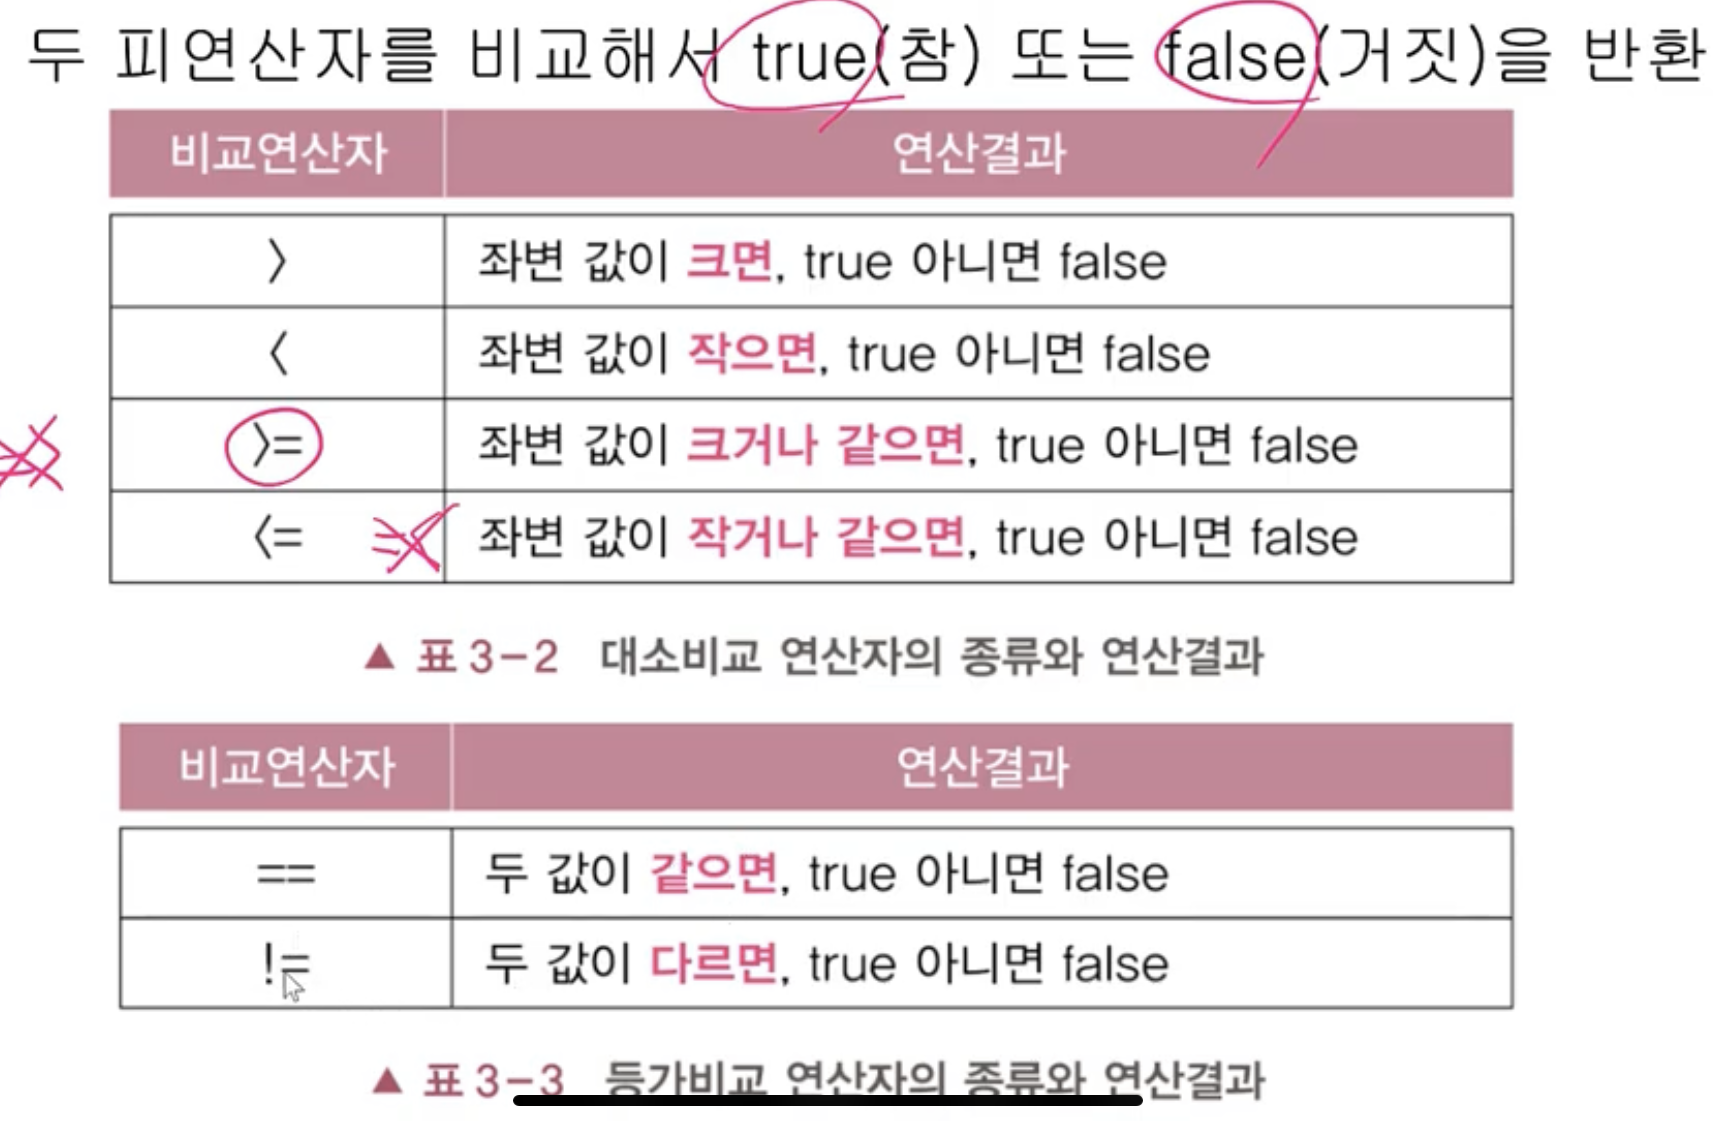 두 피연산자를 비교해서 true(참) 또는 false(거짓)을 반환
비교연산자 연산결과
> 좌변 값이 크면, true 아니면 false
< 좌변 값이 작으면, true 아니면 false
>= 좌변 값이 크거나 같으면, true 아니면 false
<= 좌변 값이 작거나 같으면, true 아니면 false
▲ 표 3-2 대소비교 연산자의 종류와 연산결과
비교연산자 연산결과
== 두 값이 같으면, true 아니면 false
!= 두 값이 다르면, true 아니면 false
▲ 표 3-3 등가비교 연산자의 종류와 연산결과